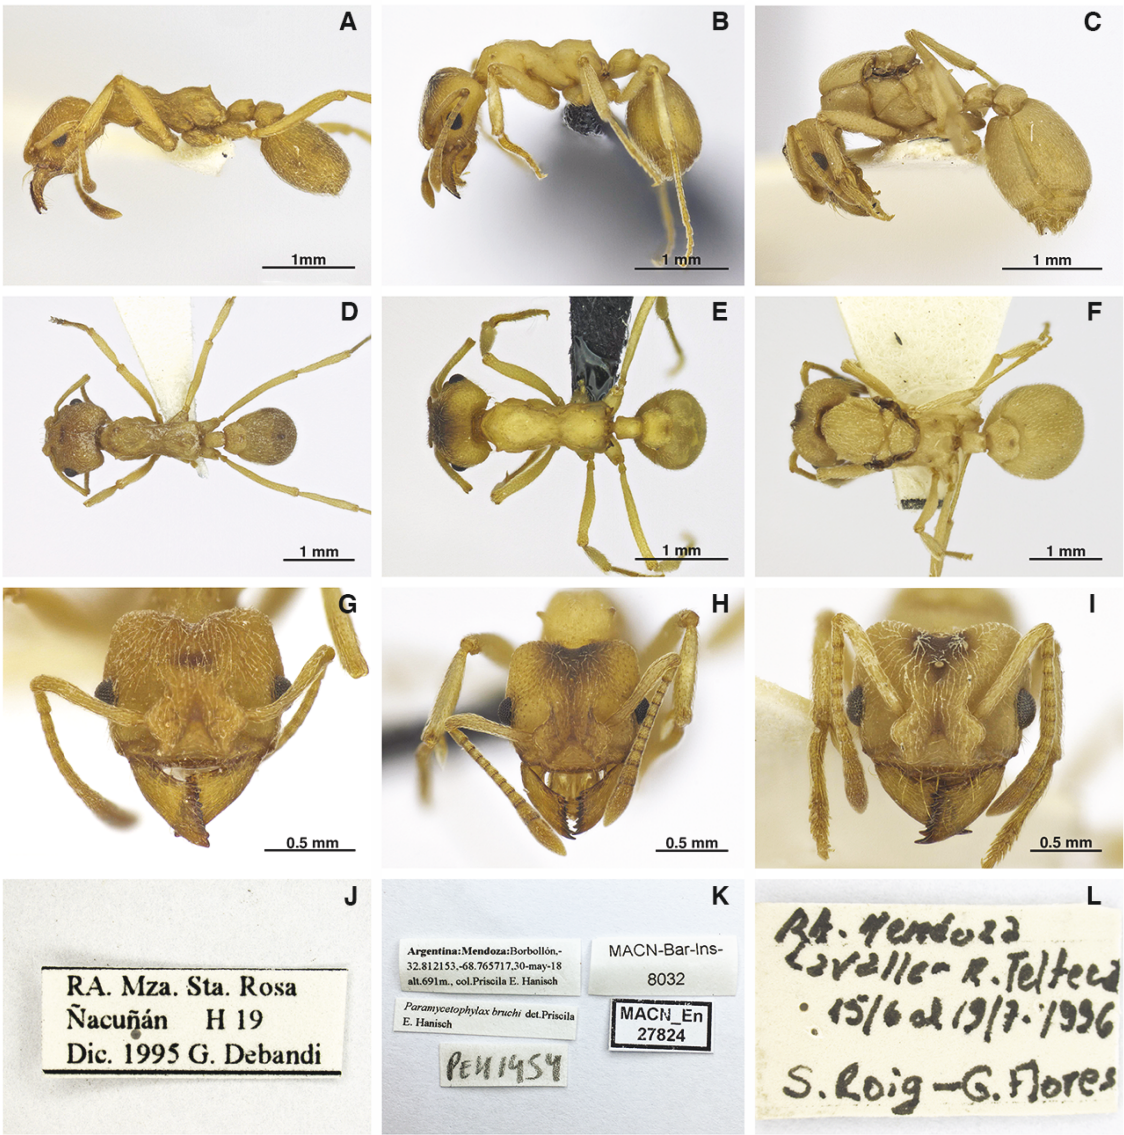 A
1mm
B
1 mm
C
1 mm
D
1 mm
E
1 mm
F
1 mm
G
0.5 mm
H
0.5 mm
I
0.5 mm
J
RA. Mza. Sta. Rosa
Ñacuñán H 19
Dic. 1995 G. Debandi
K
Argentina:Mendoza:Borbollón,-
32.812153,-68.765717,30-may-18
alt.691m., col.Priscila E. Hanisch
Paramycetophylax bruchi det.Priscila
E. Hanisch
PEH1454
MACN-Bar-Ins-
8032
MACN_En
27824
L
RA. Mendoza
Lavalle R. Telteca
15/6 al 19/7-1996
S. Roig-G. Flores